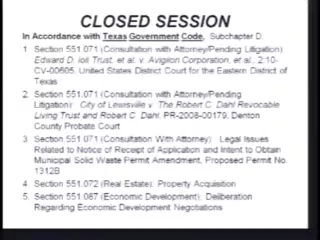 CLOSED SESSION
In Accordance with Texas Government Code, Subchapter D.
1. Section 551.071 (Consultation with Attorney/Pending Litigation)
Edward D. Ioli Trust, et al. v. Avigilon Corporation, et al., 2:10-
CV-00605, United States District Court for the Eastern District of
Texas
2. Section 551.071 (Consultation with Attorney/Pending
Litigation): City of Lewisville v. The Robert C. Dahl Revocable
Living Trust and Robert C. Dahl, PR-2008-00179, Denton
County Probate Court
3. Section 551.071 (Consultation With Attorney): Legal Issues
Related to Notice of Receipt of Application and Intent to Obtain
Municipal Solid Waste Permit Amendment, Proposed Permit No.
1312B
4. Section 551.072 (Real Estate): Property Acquisition
5. Section 551.087 (Economic Development): Deliberation
Regarding Economic Development Negotiations